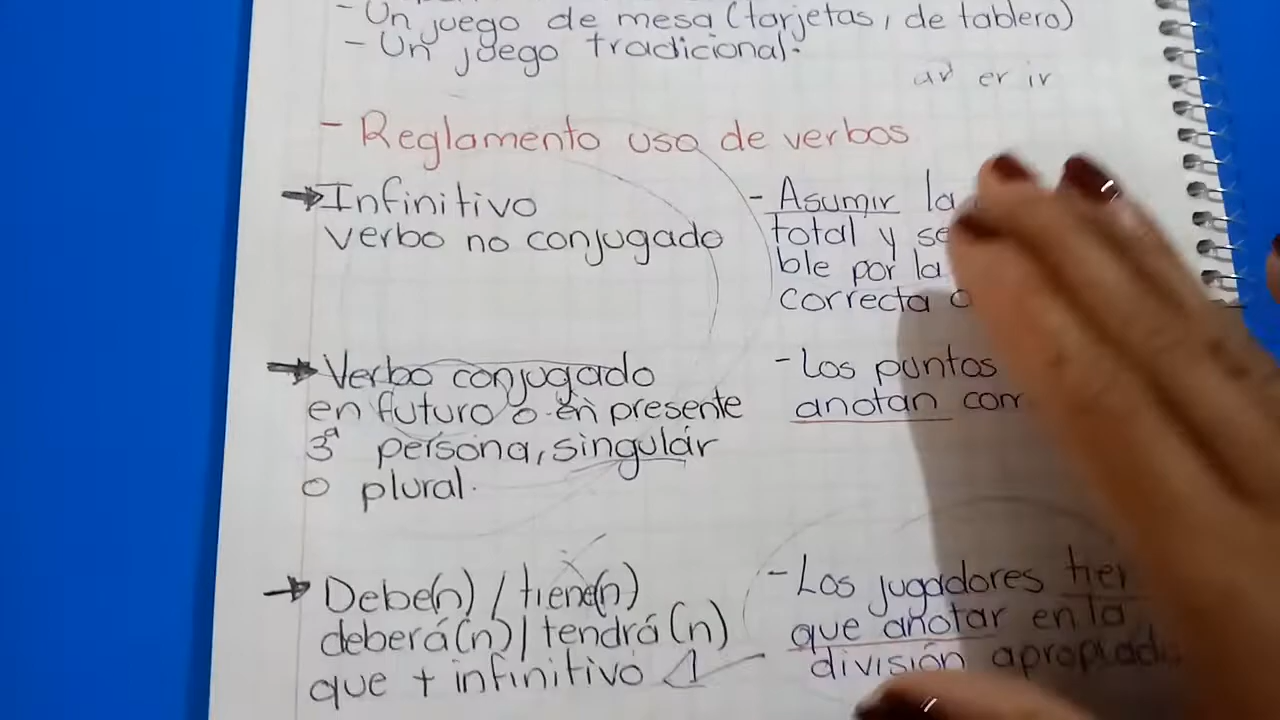 - Un juego de mesa (tarjetas, de tablero)
- Un juego tradicional.
ar er ir
- Reglamento uso de verbos
→ Infinitivo
verbo no conjugado
- Asumir la
total y se
ble por la
correcta o
→ Verbo conjugado
en futuro o en presente
3ª persona, singular
o plural.
- Los puntos
anotan con
→ Debe(n) / tiene(n)
deberá(n) / tendrá(n)
que + infinitivo
- Los jugadores
que anotar en la
división